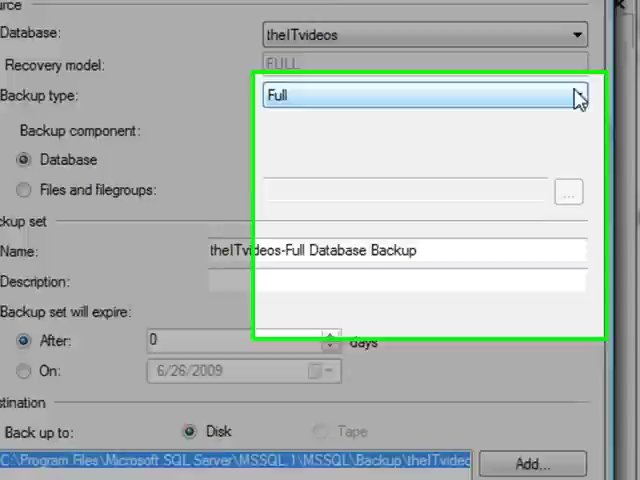 ource
Database: theITvideos
Recovery model: FULL
Backup type: Full
Backup component:
Database
Files and filegroups: ...
ckup set
Name: theITvideos-Full Database Backup
Description:
Backup set will expire:
After: 0 days
On: 6/26/2009
stination
Back up to: Disk Tape
C:\Program Files\Microsoft SQL Server\MSSQL.1\MSSQL\Backup\theITvideo Add...